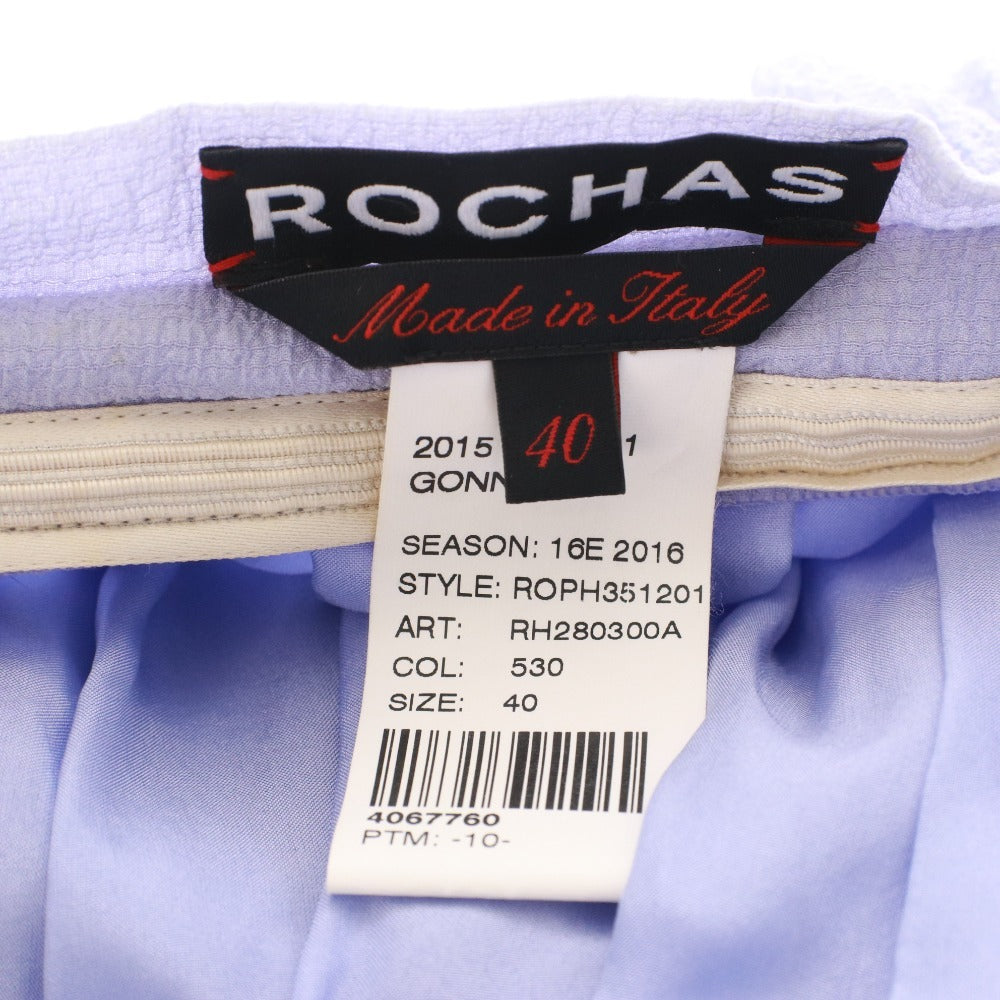 ROCHAS
Made in Italy
40
2015 1
GONN
SEASON: 16E 2016
STYLE: ROPH351201
ART: RH280300A
COL: 530
SIZE: 40
4067760
PTM: -10-